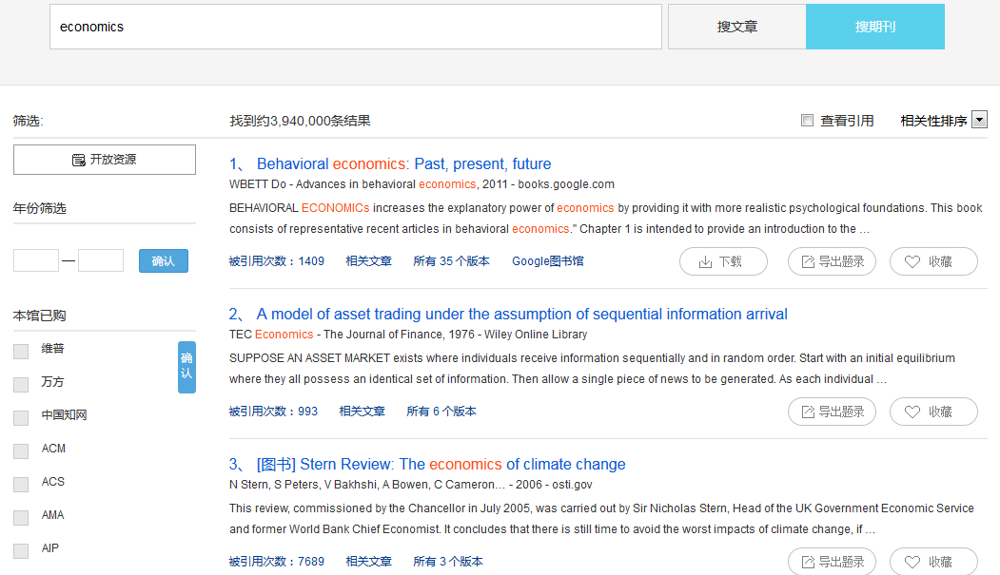 economics
搜文章
搜期刊
筛选:
找到约3,940,000条结果
查看引用
相关性排序
开放资源
年份筛选
—
确认
本馆已购
维普
万方
中国知网
ACM
ACS
AMA
AIP
确认
1、 Behavioral economics: Past, present, future
WBETT Do - Advances in behavioral economics, 2011 - books.google.com
BEHAVIORAL ECONOMICs increases the explanatory power of economics by providing it with more realistic psychological foundations. This book
consists of representative recent articles in behavioral economics." Chapter 1 is intended to provide an introduction to the ...
被引用次数：1409 相关文章 所有 35 个版本 Google图书馆 下载 导出题录 收藏
2、 A model of asset trading under the assumption of sequential information arrival
TEC Economics - The Journal of Finance, 1976 - Wiley Online Library
SUPPOSE AN ASSET MARKET exists where individuals receive information sequentially and in random order. Start with an initial equilibrium
where they all possess an identical set of information. Then allow a single piece of news to be generated. As each individual ...
被引用次数：993 相关文章 所有 6 个版本 导出题录 收藏
3、 [图书] Stern Review: The economics of climate change
N Stern, S Peters, V Bakhshi, A Bowen, C Cameron... - 2006 - osti.gov
This review, commissioned by the Chancellor in July 2005, was carried out by Sir Nicholas Stern, Head of the UK Government Economic Service
and former World Bank Chief Economist. It concludes that there is still time to avoid the worst impacts of climate change, if ...
被引用次数：7689 相关文章 所有 3 个版本 导出题录 收藏